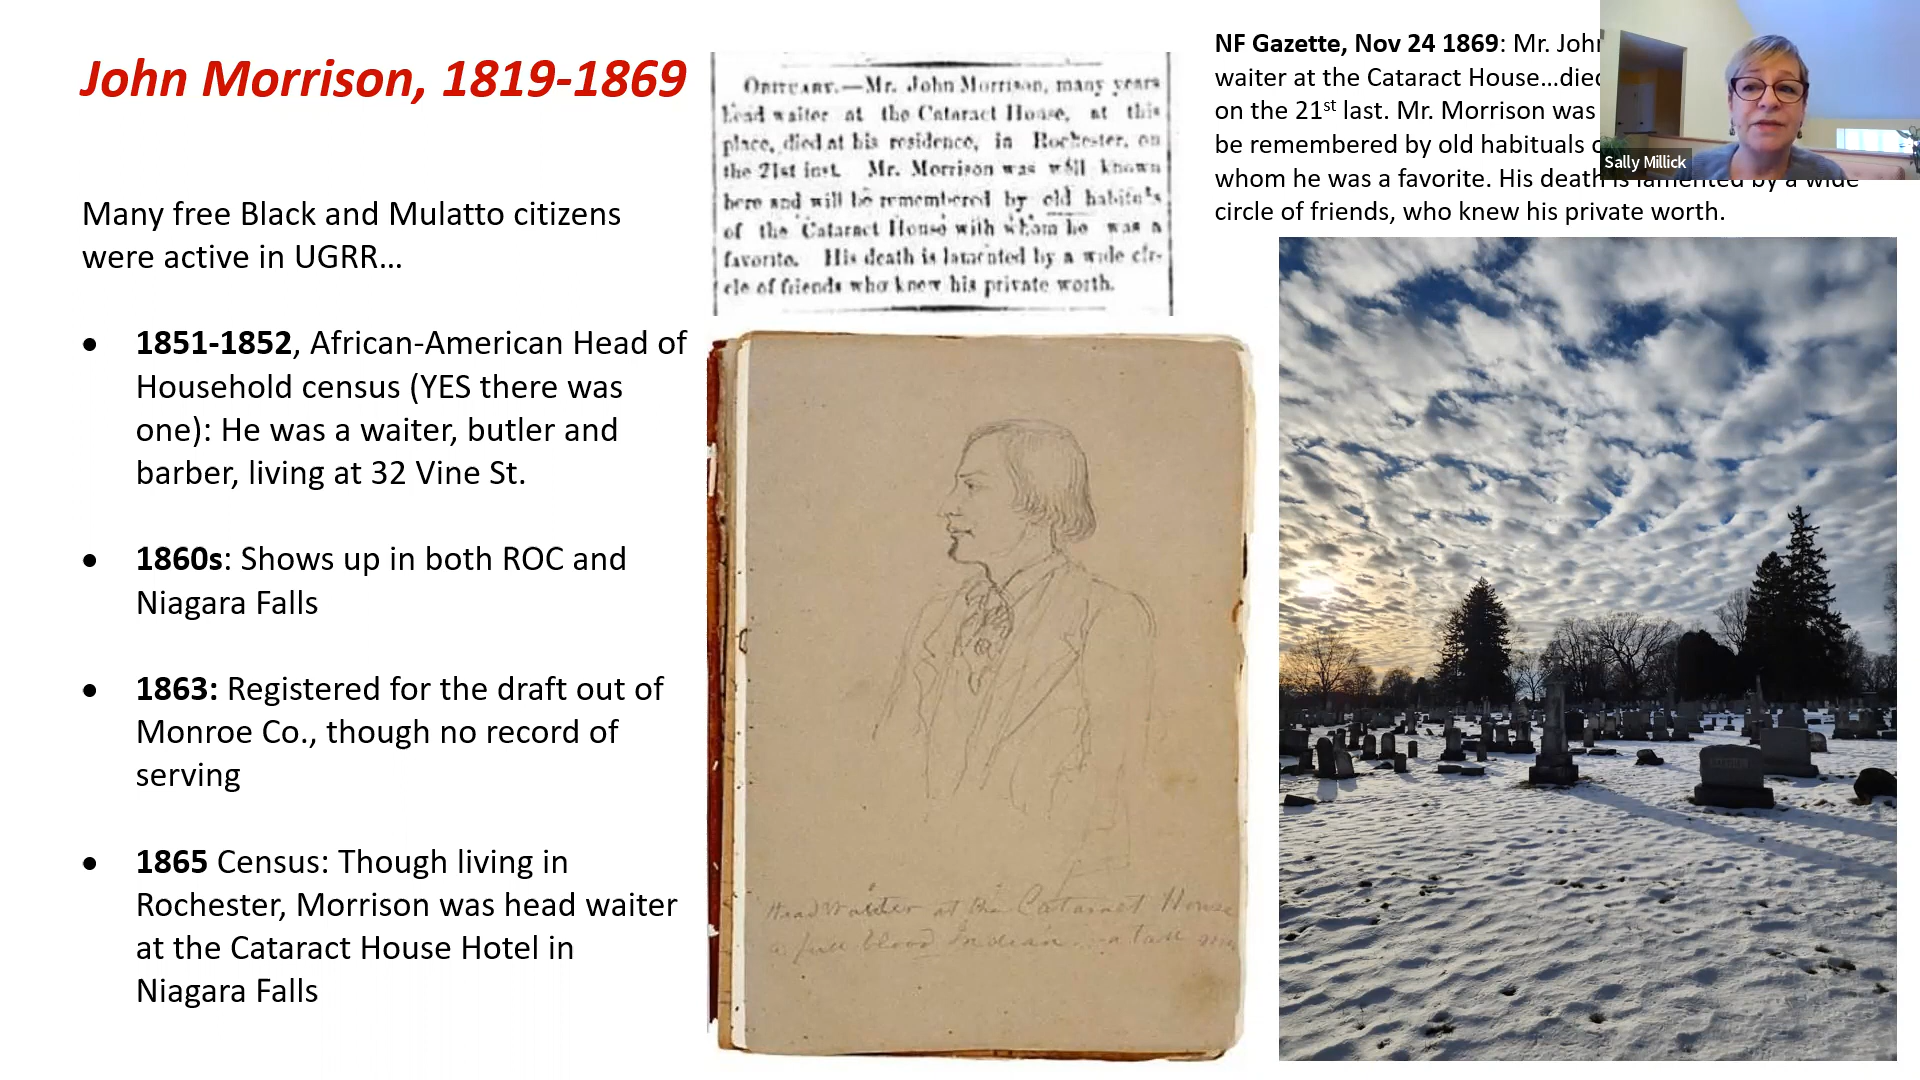 John Morrison, 1819-1869
Many free Black and Mulatto citizens
were active in UGRR...
● 1851-1852, African-American Head of
Household census (YES there was
one): He was a waiter, butler and
barber, living at 32 Vine St.
● 1860s: Shows up in both ROC and
Niagara Falls
● 1863: Registered for the draft out of
Monroe Co., though no record of
serving
● 1865 Census: Though living in
Rochester, Morrison was head waiter
at the Cataract House Hotel in
Niagara Falls
OBITUARY.—Mr. John Morrison, many years
head waiter at the Cataract House, at this
place, died at his residence, in Rochester, on
the 21st inst. Mr. Morrison was well known
here and will be remembered by old habitu's
of the Cataract House with whom he was a
favorite. His death is lamented by a wide cir-
cle of friends who knew his private worth.
Head Waiter at the Cataract House
a full blood Indian a tall
NF Gazette, Nov 24 1869: Mr. John
waiter at the Cataract House...died
on the 21st last. Mr. Morrison was
be remembered by old habituals
whom he was a favorite. His death is lamented by a wide
circle of friends, who knew his private worth.
Sally Millick